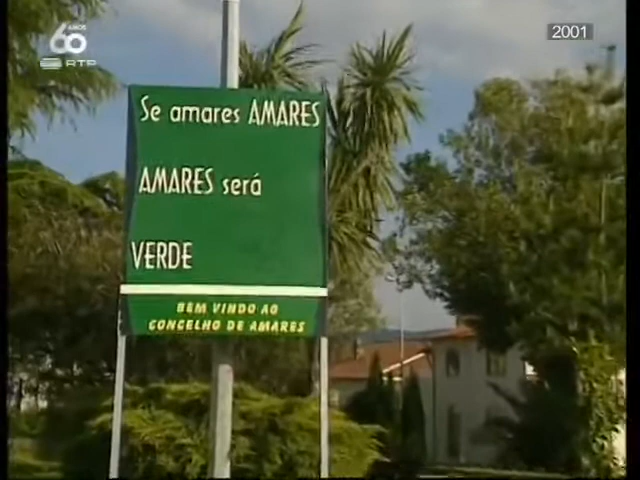 60 ANOS
RTP
2001
Se amares AMARES
AMARES será
VERDE
BEM VINDO AO
CONCELHO DE AMARES